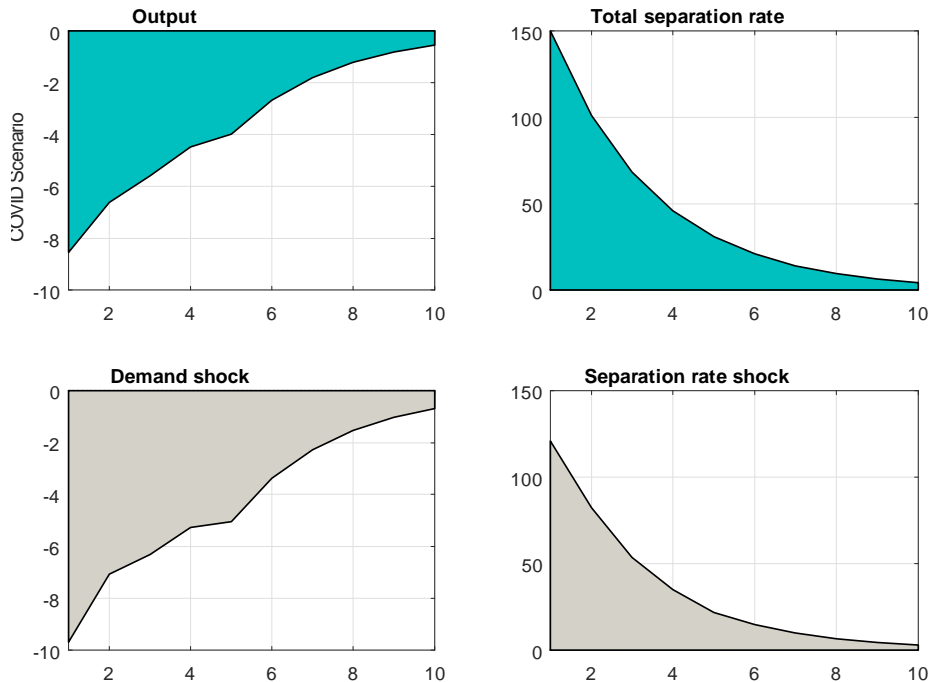 Output
Total separation rate
0
-2
-4
-6
-8
-10
COVID Scenario
2 4 6 8 10
150
100
50
0
2 4 6 8 10
Demand shock
Separation rate shock
0
-2
-4
-6
-8
-10
2 4 6 8 10
150
100
50
0
2 4 6 8 10